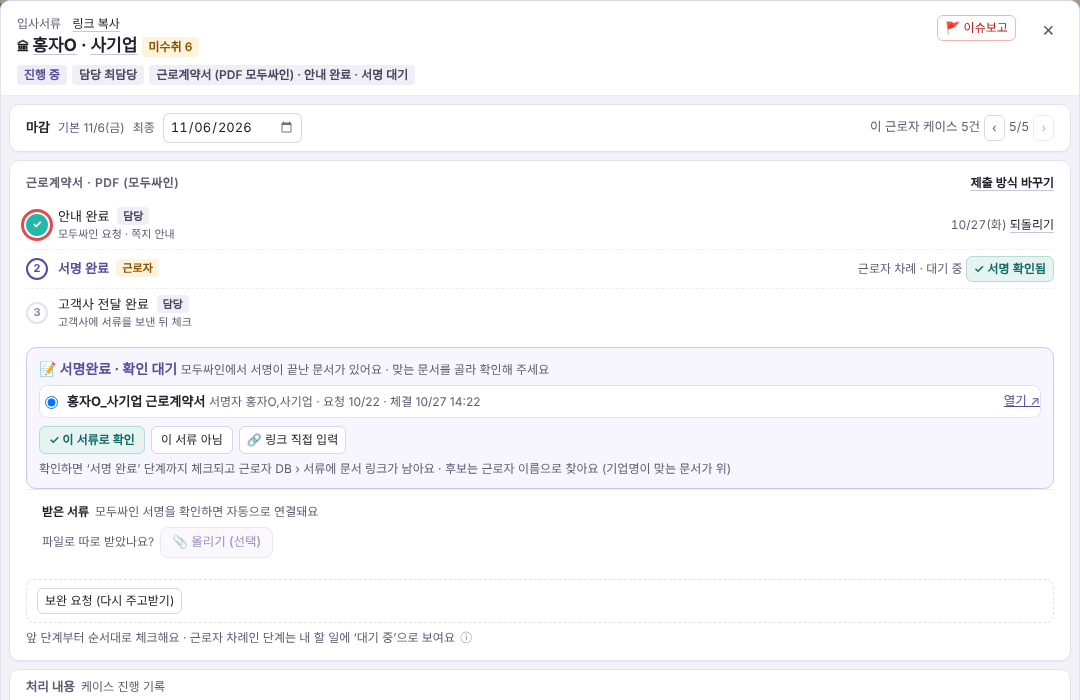 입사서류 링크 복사
🏛 홍자O · 사기업 미수취 6
🚩 이슈보고 ✕
진행 중 담당 최담당 근로계약서 (PDF 모두싸인) · 안내 완료 · 서명 대기
마감 기본 11/6(금) 최종 11/06/2026 이 근로자 케이스 5건 ‹ 5/5 ›
근로계약서 · PDF (모두싸인) 제출 방식 바꾸기
✓ 안내 완료 담당
모두싸인 요청 · 쪽지 안내
10/27(화) 되돌리기
2 서명 완료 근로자 근로자 차례 · 대기 중 ✓ 서명 확인됨
3 고객사 전달 완료 담당
고객사에 서류를 보낸 뒤 체크
📝 서명완료 · 확인 대기 모두싸인에서 서명이 끝난 문서가 있어요 · 맞는 문서를 골라 확인해 주세요
홍자O_사기업 근로계약서 서명자 홍자O,사기업 · 요청 10/22 · 체결 10/27 14:22 열기 ↗
✓ 이 서류로 확인 이 서류 아님 🔗 링크 직접 입력
확인하면 ‘서명 완료’ 단계까지 체크되고 근로자 DB › 서류에 문서 링크가 남아요 · 후보는 근로자 이름으로 찾아요 (기업명이 맞는 문서가 위)
받은 서류 모두싸인 서명을 확인하면 자동으로 연결돼요
파일로 따로 받았나요? 📎 올리기 (선택)
보완 요청 (다시 주고받기)
앞 단계부터 순서대로 체크해요 · 근로자 차례인 단계는 내 할 일에 ‘대기 중’으로 보여요 ⓘ
처리 내용 케이스 진행 기록